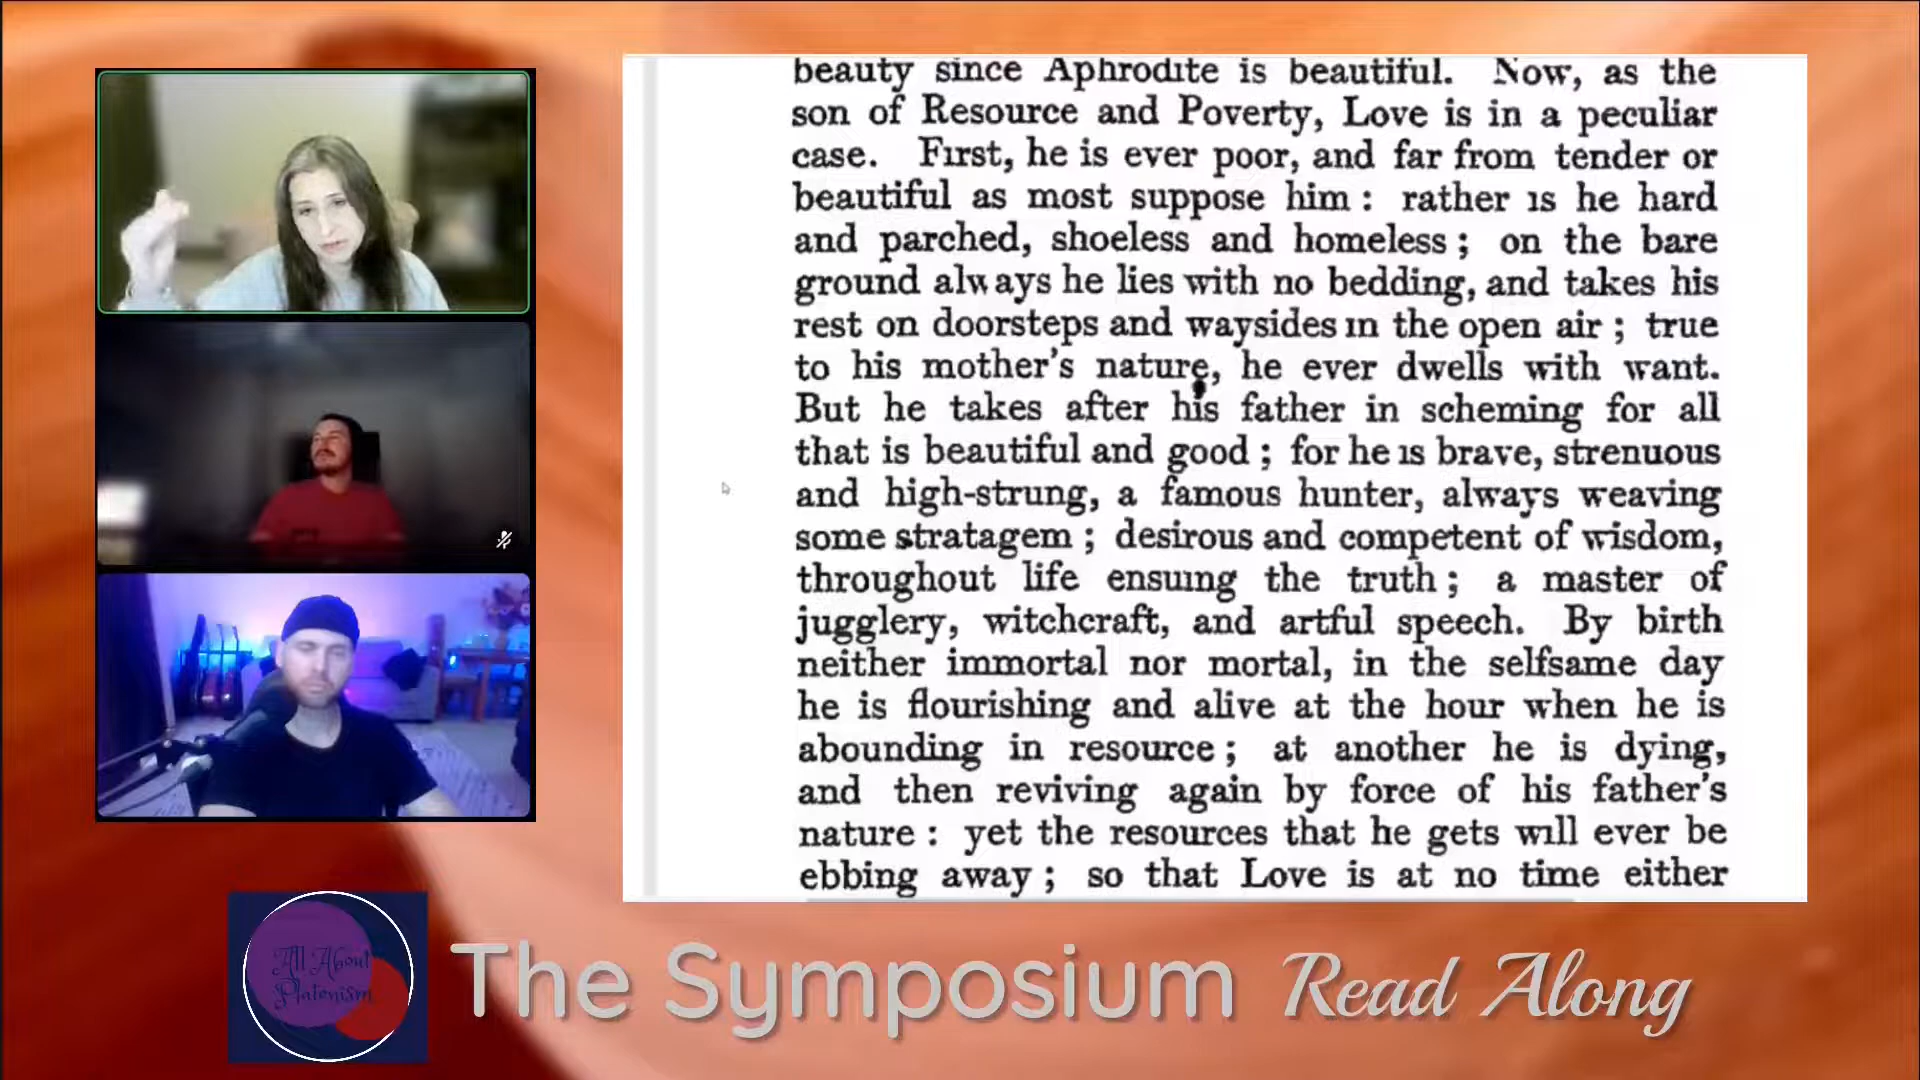 beauty since Aphrodite is beautiful. Now, as the
son of Resource and Poverty, Love is in a peculiar
case. First, he is ever poor, and far from tender or
beautiful as most suppose him : rather is he hard
and parched, shoeless and homeless ; on the bare
ground always he lies with no bedding, and takes his
rest on doorsteps and waysides in the open air ; true
to his mother's nature, he ever dwells with want.
But he takes after his father in scheming for all
that is beautiful and good ; for he is brave, strenuous
and high-strung, a famous hunter, always weaving
some stratagem ; desirous and competent of wisdom,
throughout life ensuing the truth ; a master of
jugglery, witchcraft, and artful speech. By birth
neither immortal nor mortal, in the selfsame day
he is flourishing and alive at the hour when he is
abounding in resource ; at another he is dying,
and then reviving again by force of his father's
nature : yet the resources that he gets will ever be
ebbing away ; so that Love is at no time either
All About
Platonism
The Symposium Read Along